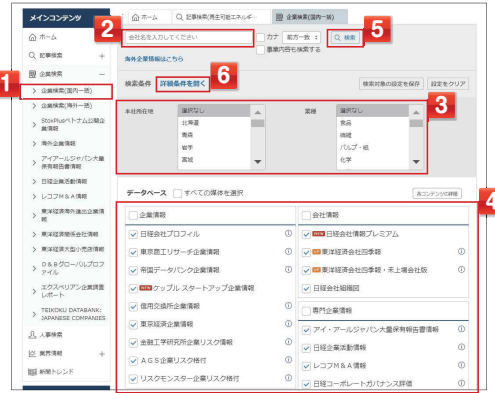 メインコンテンツ
ホーム
記事検索
企業検索
企業検索(国内一括)
企業検索(海外一括)
StokPlusベトナム公開企業情報
海外企業情報
アイアールジャパン大量保有報告書情報
日経企業活動情報
レコフM&A情報
東洋経済海外進出企業情報
東洋経済関係会社情報
東洋経済大型小売店情報
D&Bグローバルプロファイル
エクスペリアン企業調査レポート
TEIKOKU DATABANK: JAPANESE COMPANIES
人事検索
業界情報
新聞トレンド
ホーム
記事検索(再生可能エネルギ…
企業検索(国内一括)
会社名を入力してください
カナ
前方一致
検索
事業内容も検索する
海外企業情報はこちら
検索条件
詳細条件を開く
検索対象の設定を保存
設定をクリア
本社所在地
選択なし
北海道
青森
岩手
宮城
業種
選択なし
食品
繊維
パルプ・紙
化学
データベース
すべての媒体を選択
各コンテンツの詳細
企業情報
日経会社プロフィル
東京商工リサーチ企業情報
帝国データバンク企業情報
NEW ケップル スタートアップ企業情報
信用交換所企業情報
東京経済企業情報
金融工学研究所企業リスク情報
AGS企業リスク格付
リスクモンスター企業リスク格付
会社情報
NEW 日経会社情報プレミアム
東洋経済会社四季報
東洋経済会社四季報・未上場会社版
日経会社組織図
専門企業情報
アイ・アールジャパン大量保有報告書情報
日経企業活動情報
レコフM&A情報
日経コーポレートガバナンス評価
1
2
3
4
5
6